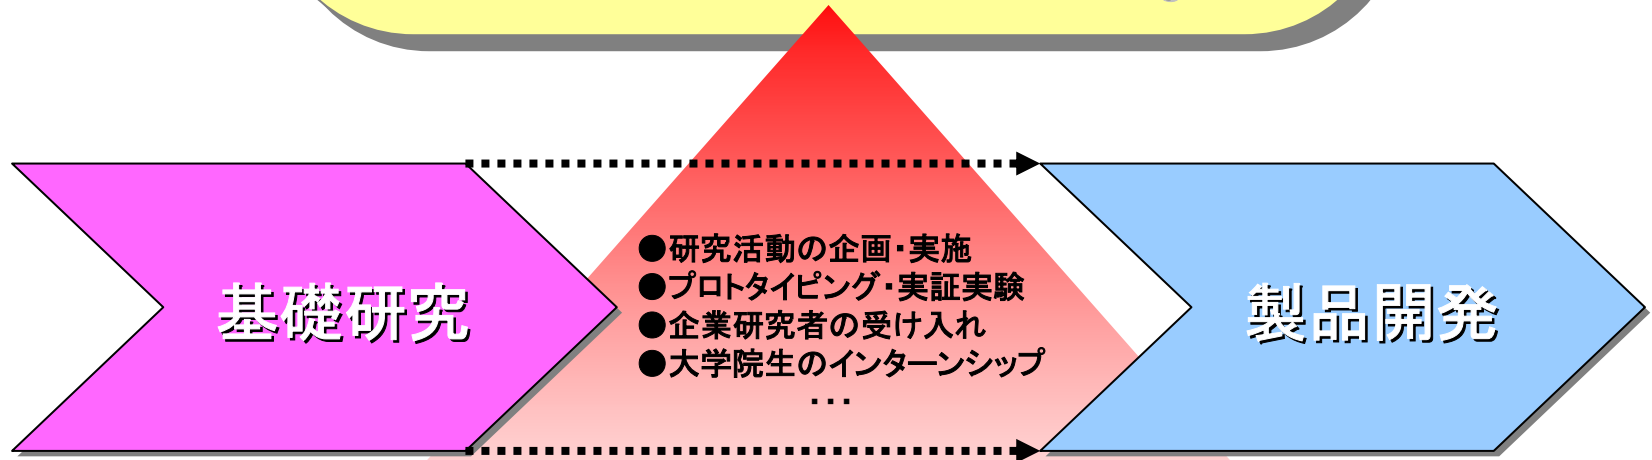 ●研究活動の企画・実施
●プロトタイピング・実証実験
基礎研究
製品開発
●企業研究者の受け入れ
●大学院生のインターンシップ
・・・